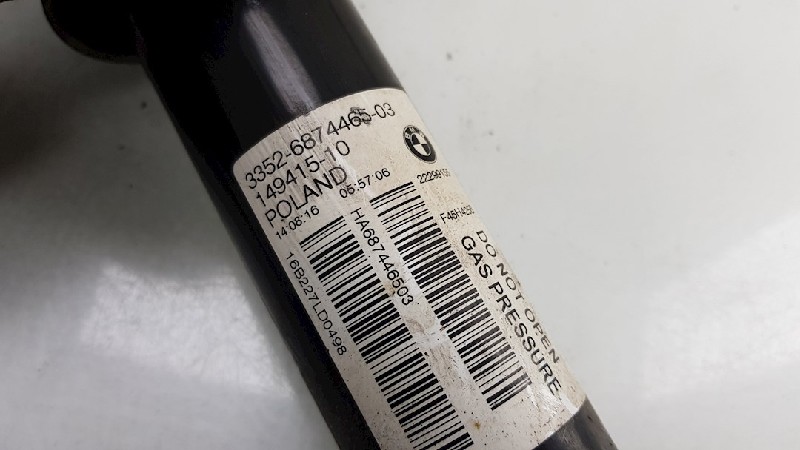 3352-6874465-03
149415-10
POLAND
14:08:16 05:57:06
HA687446503
16B227LD0498
DO NOT OPEN
GAS PRESSURE